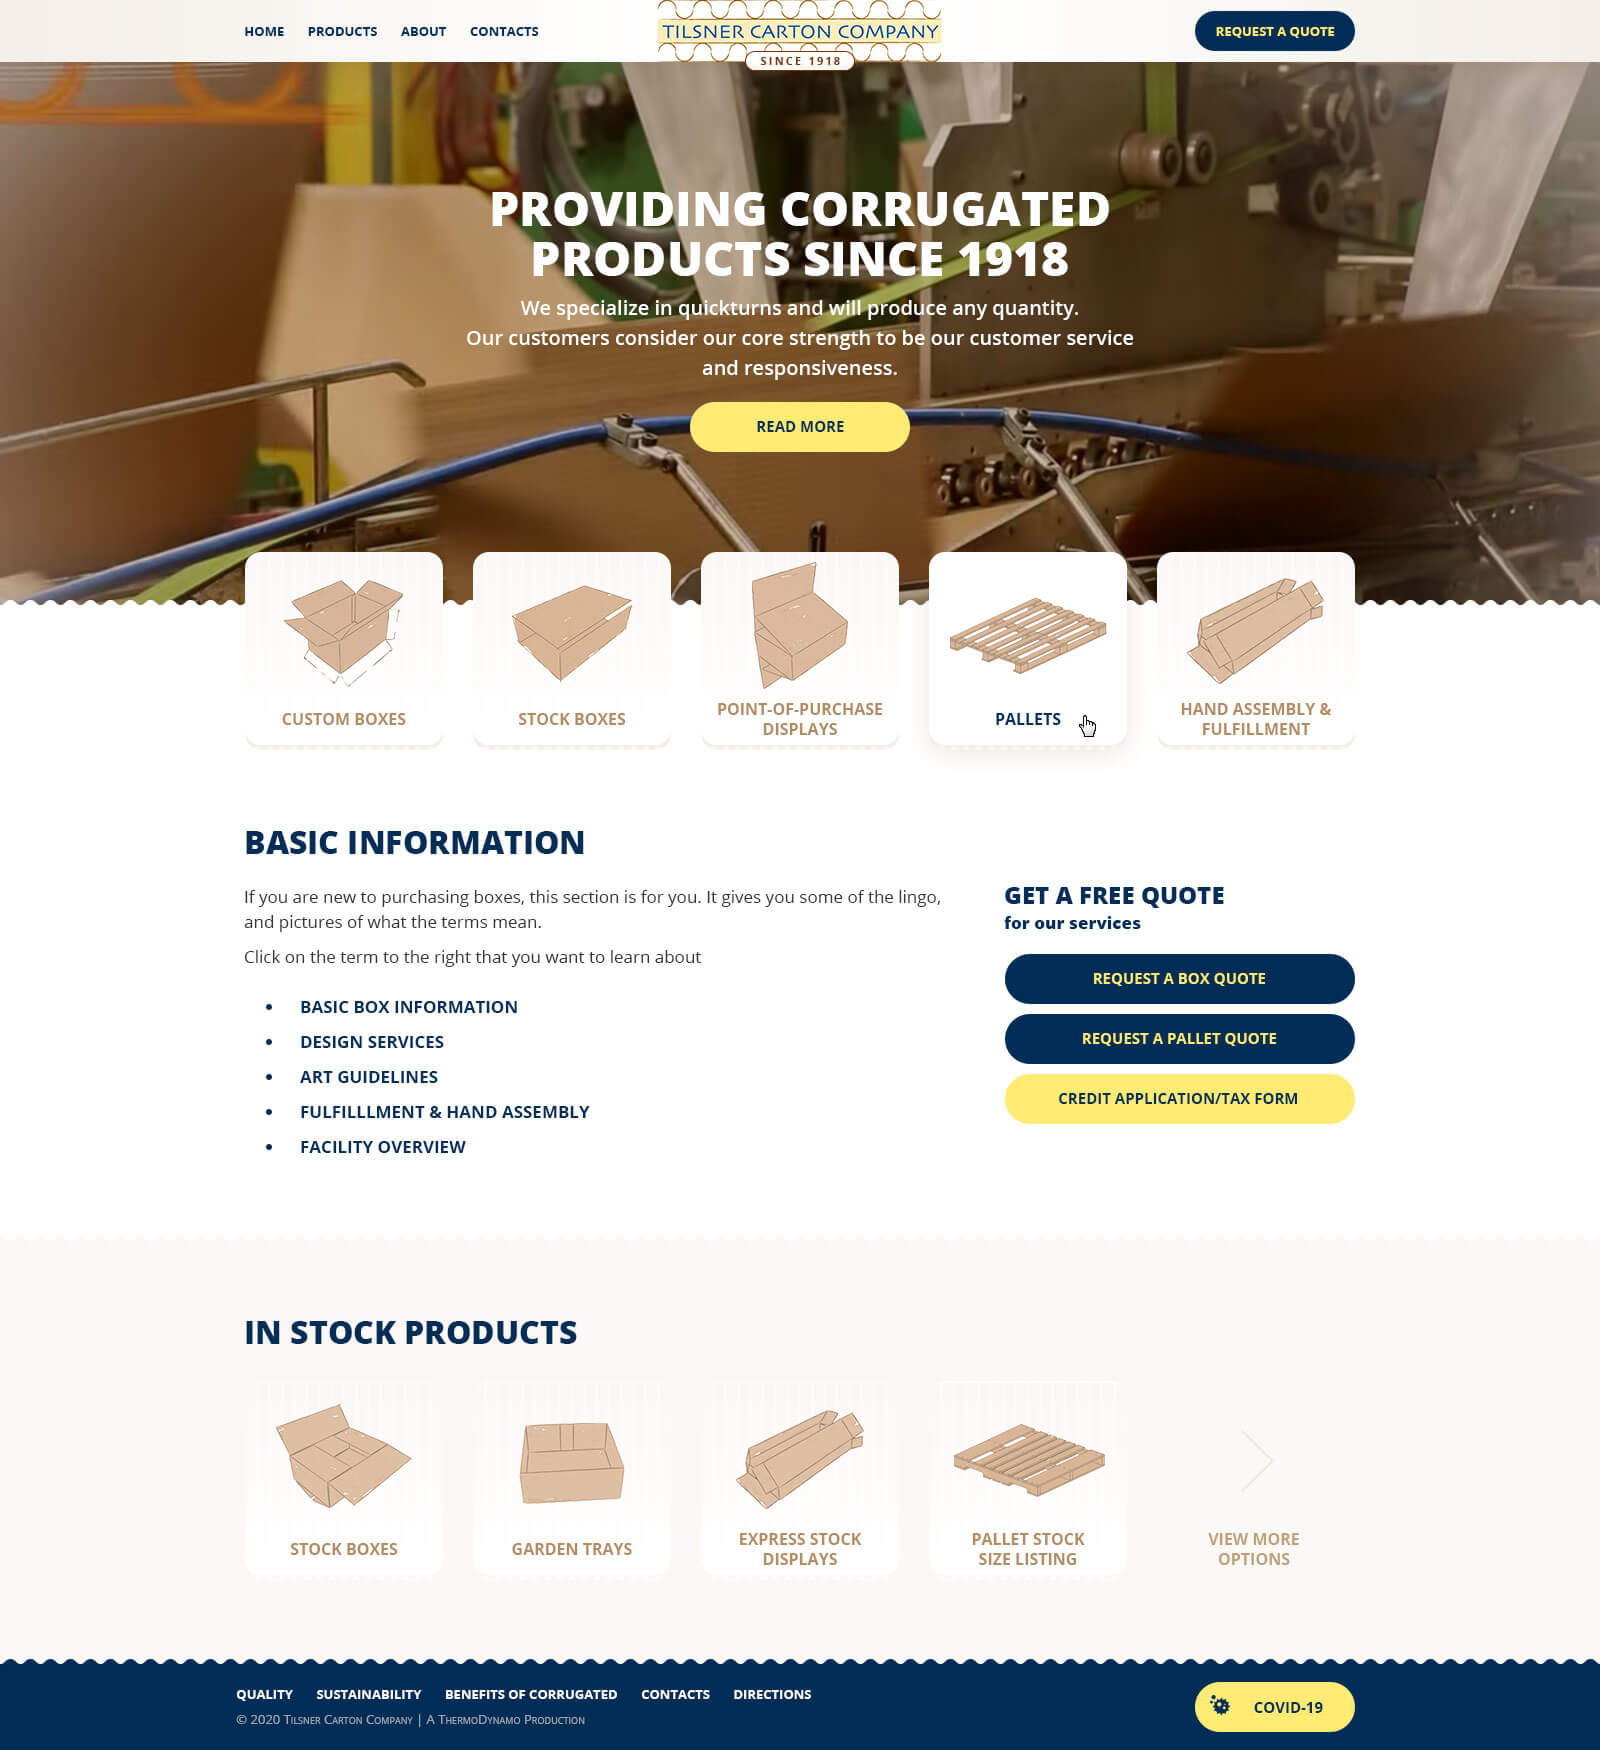 HOME PRODUCTS ABOUT CONTACTS
TILSNER CARTON COMPANY
SINCE 1918
REQUEST A QUOTE
PROVIDING CORRUGATED
PRODUCTS SINCE 1918
We specialize in quickturns and will produce any quantity.
Our customers consider our core strength to be our customer service
and responsiveness.
READ MORE
CUSTOM BOXES
STOCK BOXES
POINT-OF-PURCHASE
DISPLAYS
PALLETS
HAND ASSEMBLY &
FULFILLMENT
BASIC INFORMATION
If you are new to purchasing boxes, this section is for you. It gives you some of the lingo,
and pictures of what the terms mean.
Click on the term to the right that you want to learn about
• BASIC BOX INFORMATION
• DESIGN SERVICES
• ART GUIDELINES
• FULFILLLMENT & HAND ASSEMBLY
• FACILITY OVERVIEW
GET A FREE QUOTE
for our services
REQUEST A BOX QUOTE
REQUEST A PALLET QUOTE
CREDIT APPLICATION/TAX FORM
IN STOCK PRODUCTS
STOCK BOXES
GARDEN TRAYS
EXPRESS STOCK
DISPLAYS
PALLET STOCK
SIZE LISTING
VIEW MORE
OPTIONS
QUALITY SUSTAINABILITY BENEFITS OF CORRUGATED CONTACTS DIRECTIONS
© 2020 Tilsner Carton Company | A ThermoDynamo Production
COVID-19